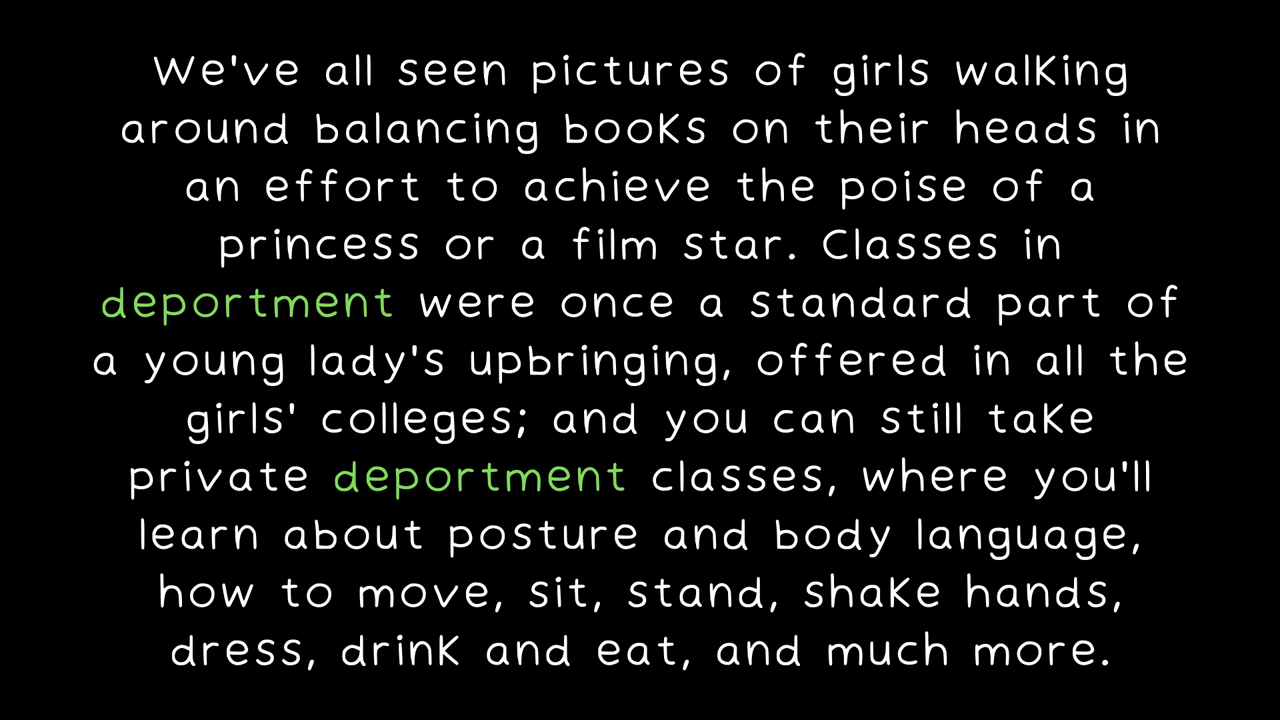 We've all seen pictures of girls walking
around balancing books on their heads in
an effort to achieve the poise of a
princess or a film star. Classes in
deportment were once a standard part of
a young lady's upbringing, offered in all the
girls' colleges; and you can still take
private deportment classes, where you'll
learn about posture and body language,
how to move, sit, stand, shake hands,
dress, drink and eat, and much more.